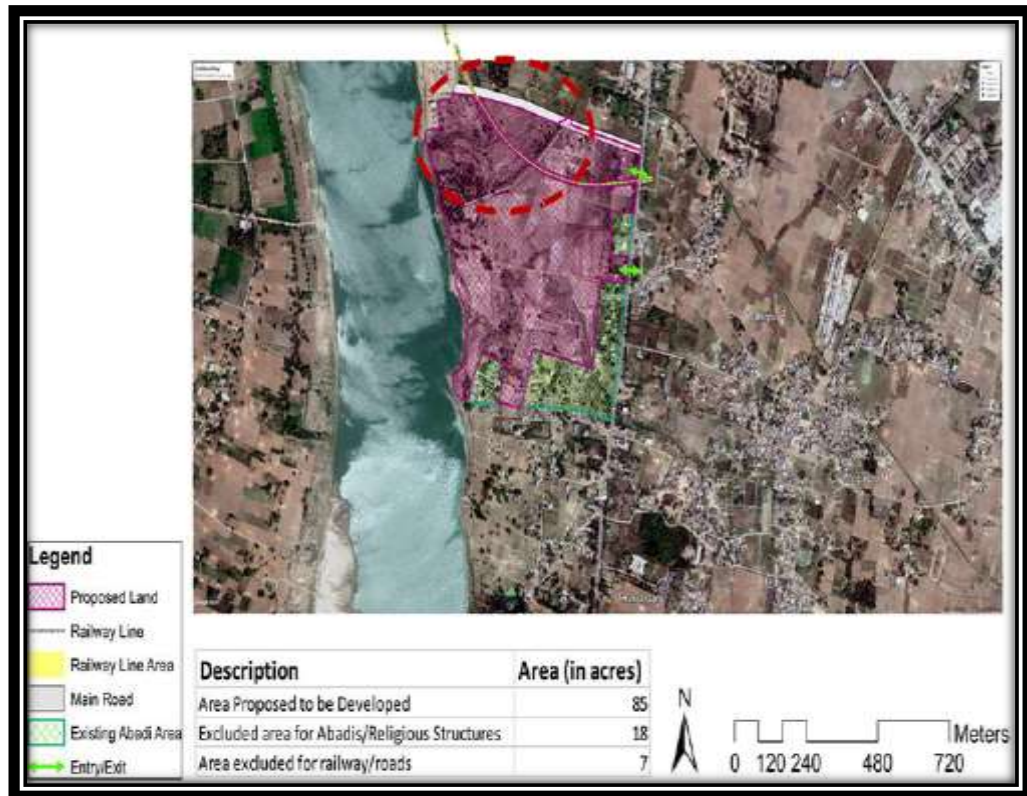 Legend
Proposed Land
Railway Line
Railway Line Area
Main Road
Existing Abadi Area
Entry/Exit
Description Area (in acres)
Area Proposed to be Developed 85
Excluded area for Abadis/Religious Structures 18
Area excluded for railway/roads 7
N
Meters
0 120 240 480 720